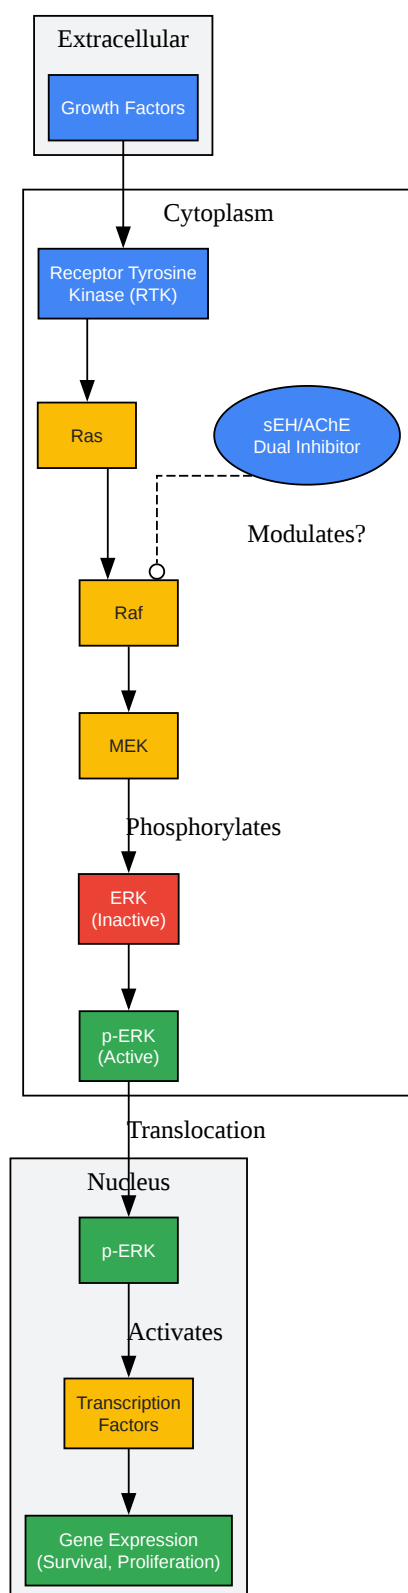 Extracellular
Growth Factors
Cytoplasm
Receptor Tyrosine
Kinase (RTK)
Ras
sEH/AChE
Dual Inhibitor
Modulates?
Raf
MEK
Phosphorylates
ERK
(Inactive)
p-ERK
(Active)
Translocation
Nucleus
p-ERK
Activates
Transcription
Factors
Gene Expression
(Survival, Proliferation)